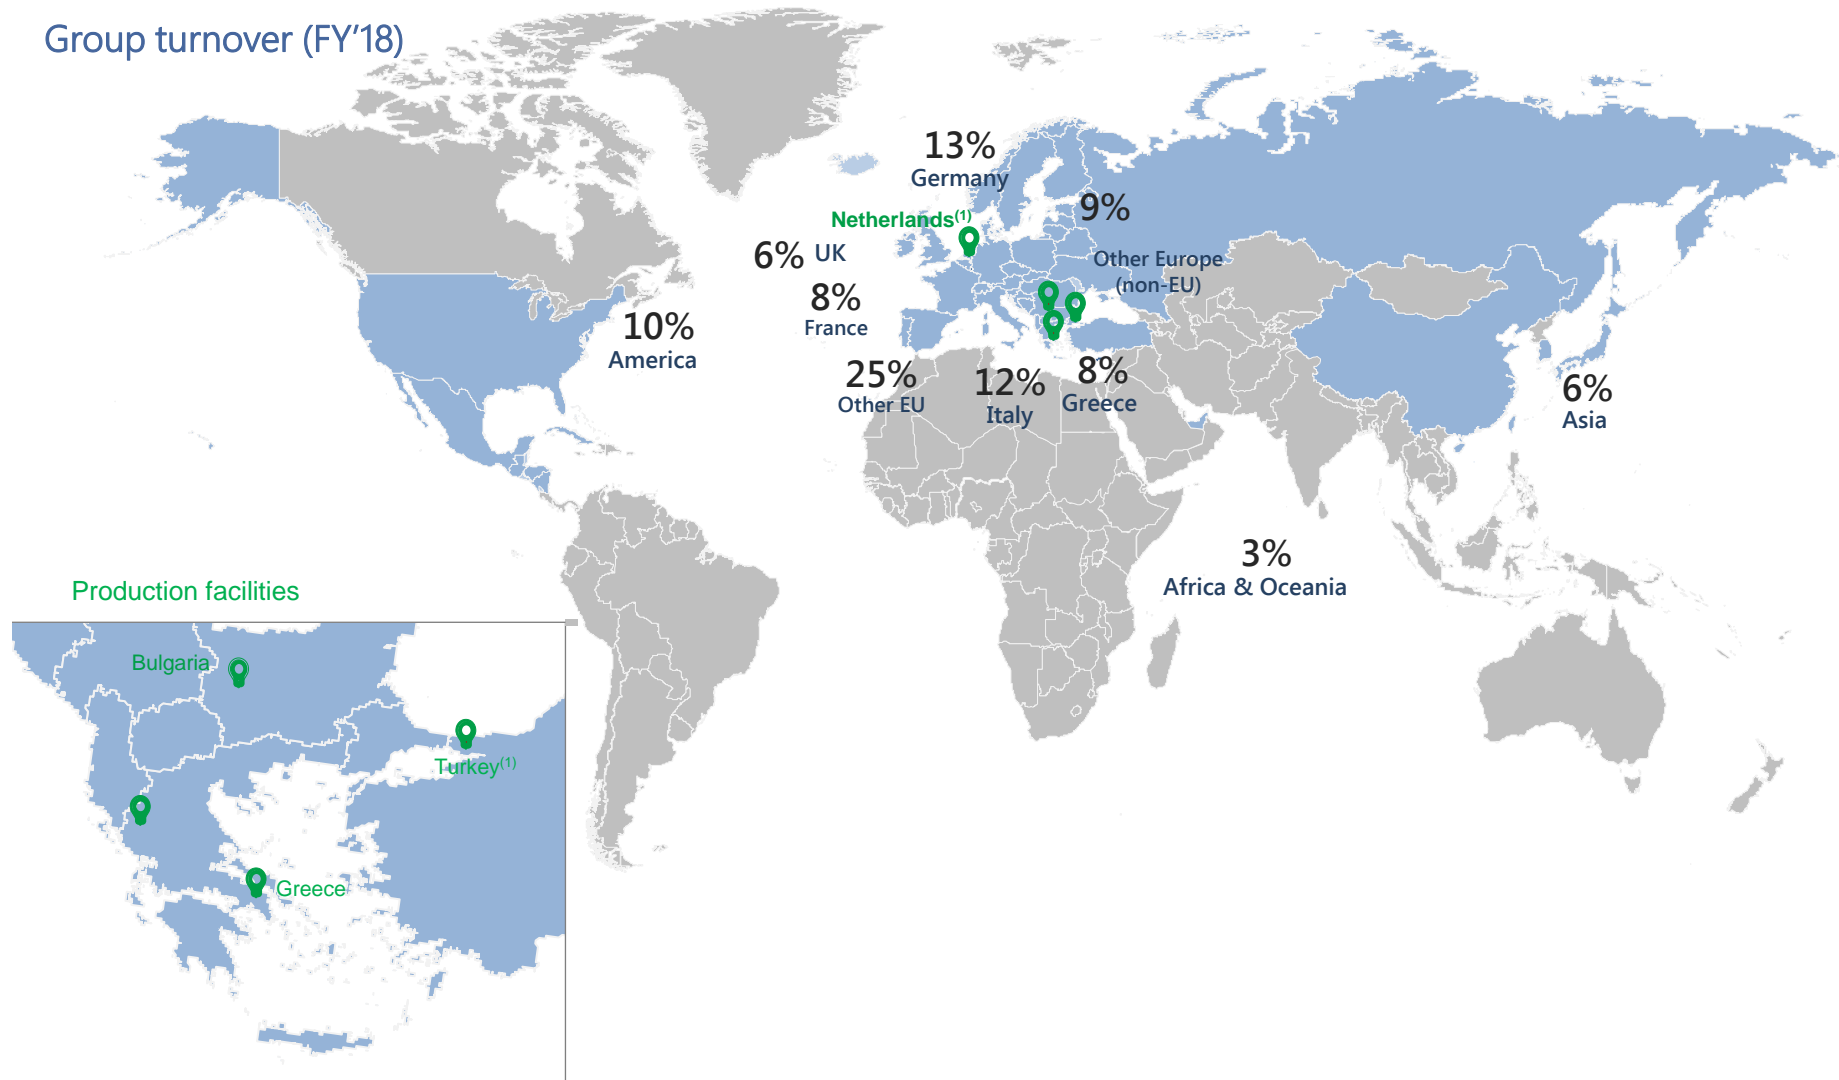 Group turnover (FY'18)
13%
Germany
9%
Netherlands(1)
6% UK
Other Europe
(non-EU)
8%
France
10%
America
25%
Other EU
12%
Italy
8%
Greece
6%
Asia
3%
Africa & Oceania
Production facilities
Bulgaria
Turkey(1)
Greece